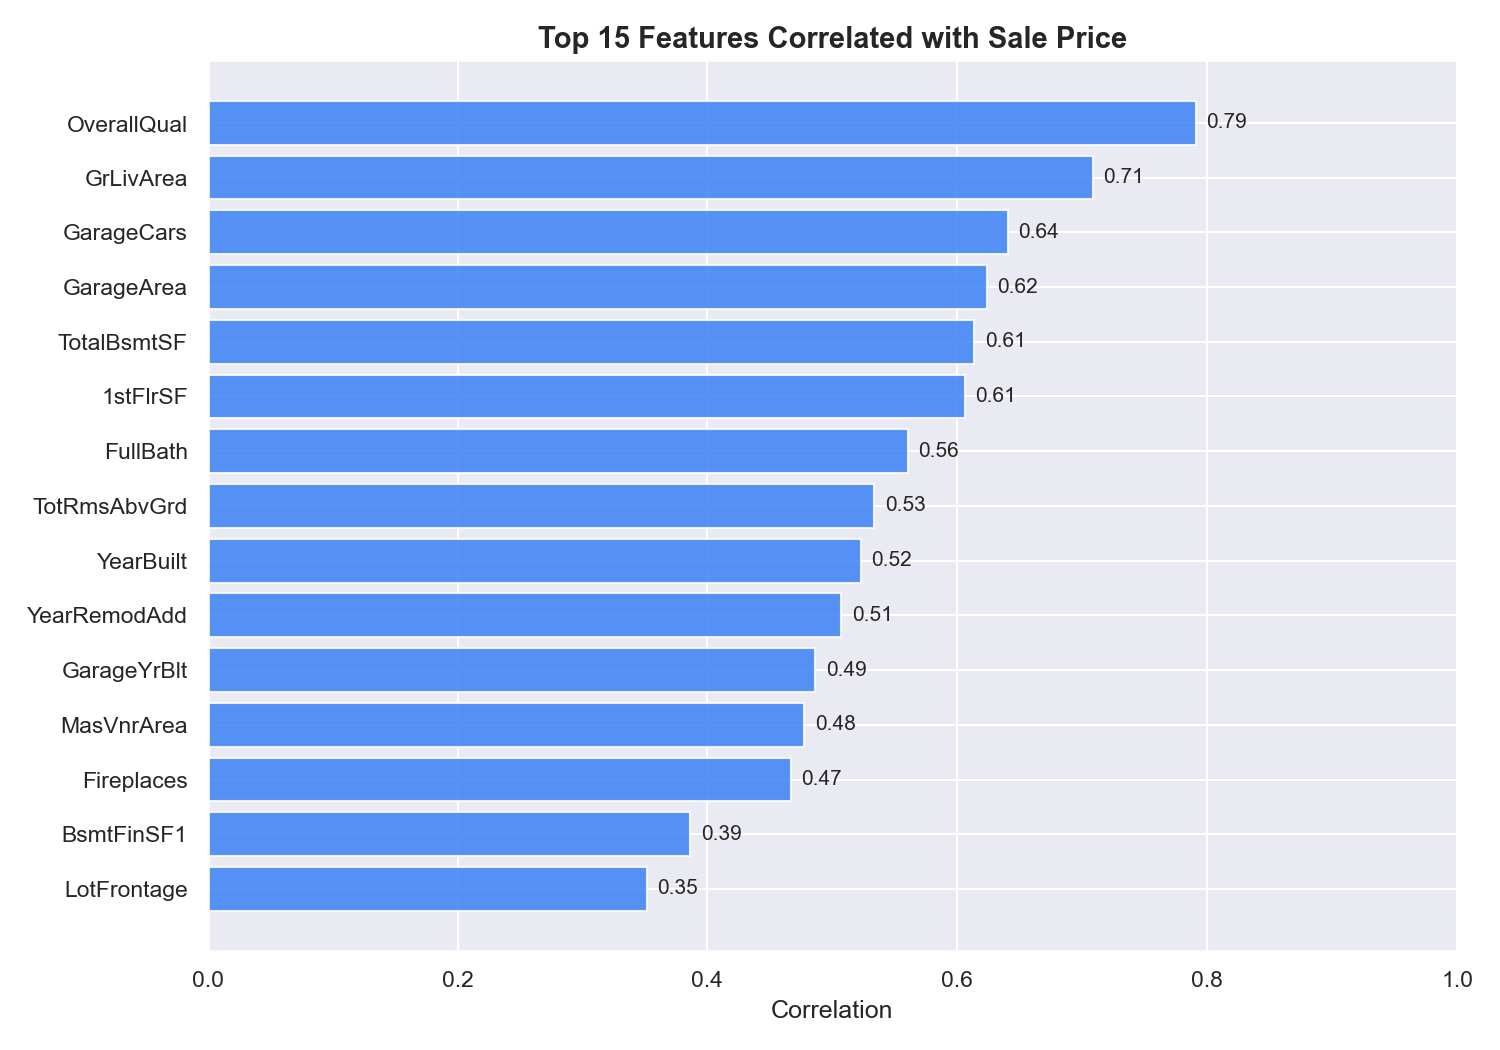 Top 15 Features Correlated with Sale Price
OverallQual 0.79
GrLivArea 0.71
GarageCars 0.64
GarageArea 0.62
TotalBsmtSF 0.61
1stFlrSF 0.61
FullBath 0.56
TotRmsAbvGrd 0.53
YearBuilt 0.52
YearRemodAdd 0.51
GarageYrBlt 0.49
MasVnrArea 0.48
Fireplaces 0.47
BsmtFinSF1 0.39
LotFrontage 0.35
0.0 0.2 0.4 0.6 0.8 1.0
Correlation